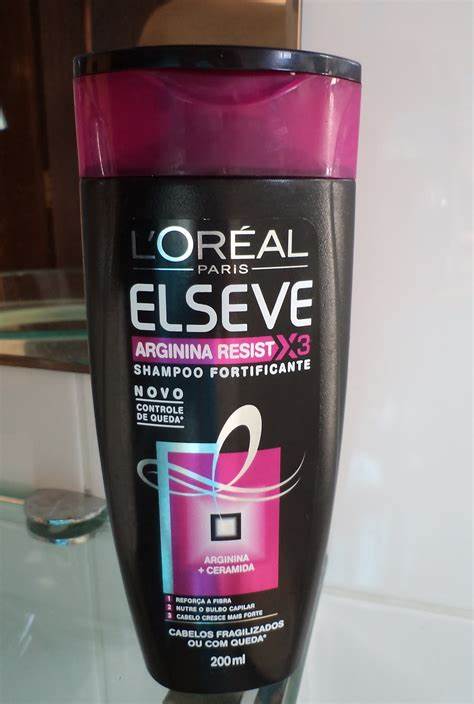 L'ORÉAL
PARIS
ELSEVE
ARGININA RESIST X3
SHAMPOO FORTIFICANTE
NOVO
CONTROLE
DE QUEDA*
ARGININA
+ CERAMIDA
1 REFORÇA A FIBRA
2 NUTRE O BULBO CAPILAR
3 CABELO CRESCE MAIS FORTE
CABELOS FRAGILIZADOS
OU COM QUEDA*
200ml